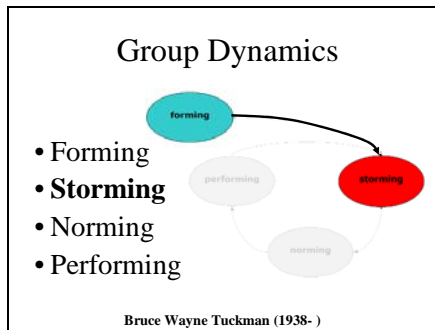 Group Dynamics
forming
• Forming
• Storming
• Norming
• Performing
performing
storming
norming
Bruce Wayne Tuckman (1938- )